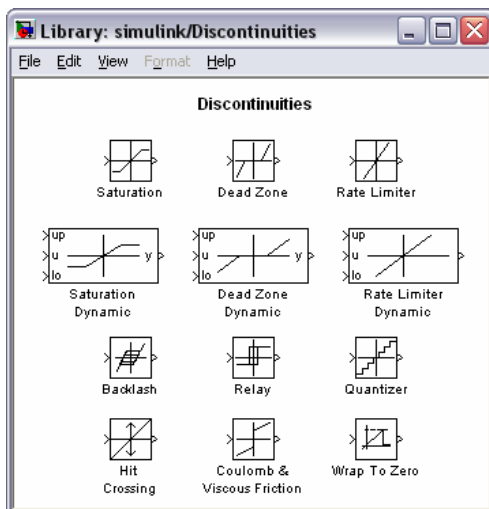 Library: simulink/Discontinuities
File Edit View Format Help
Discontinuities
Saturation
Dead Zone
Rate Limiter
up
u
lo
y
Saturation
Dynamic
up
u
lo
y
Dead Zone
Dynamic
up
u
lo
Rate Limiter
Dynamic
Backlash
Relay
Quantizer
Hit
Crossing
Coulomb &
Viscous Friction
Wrap To Zero